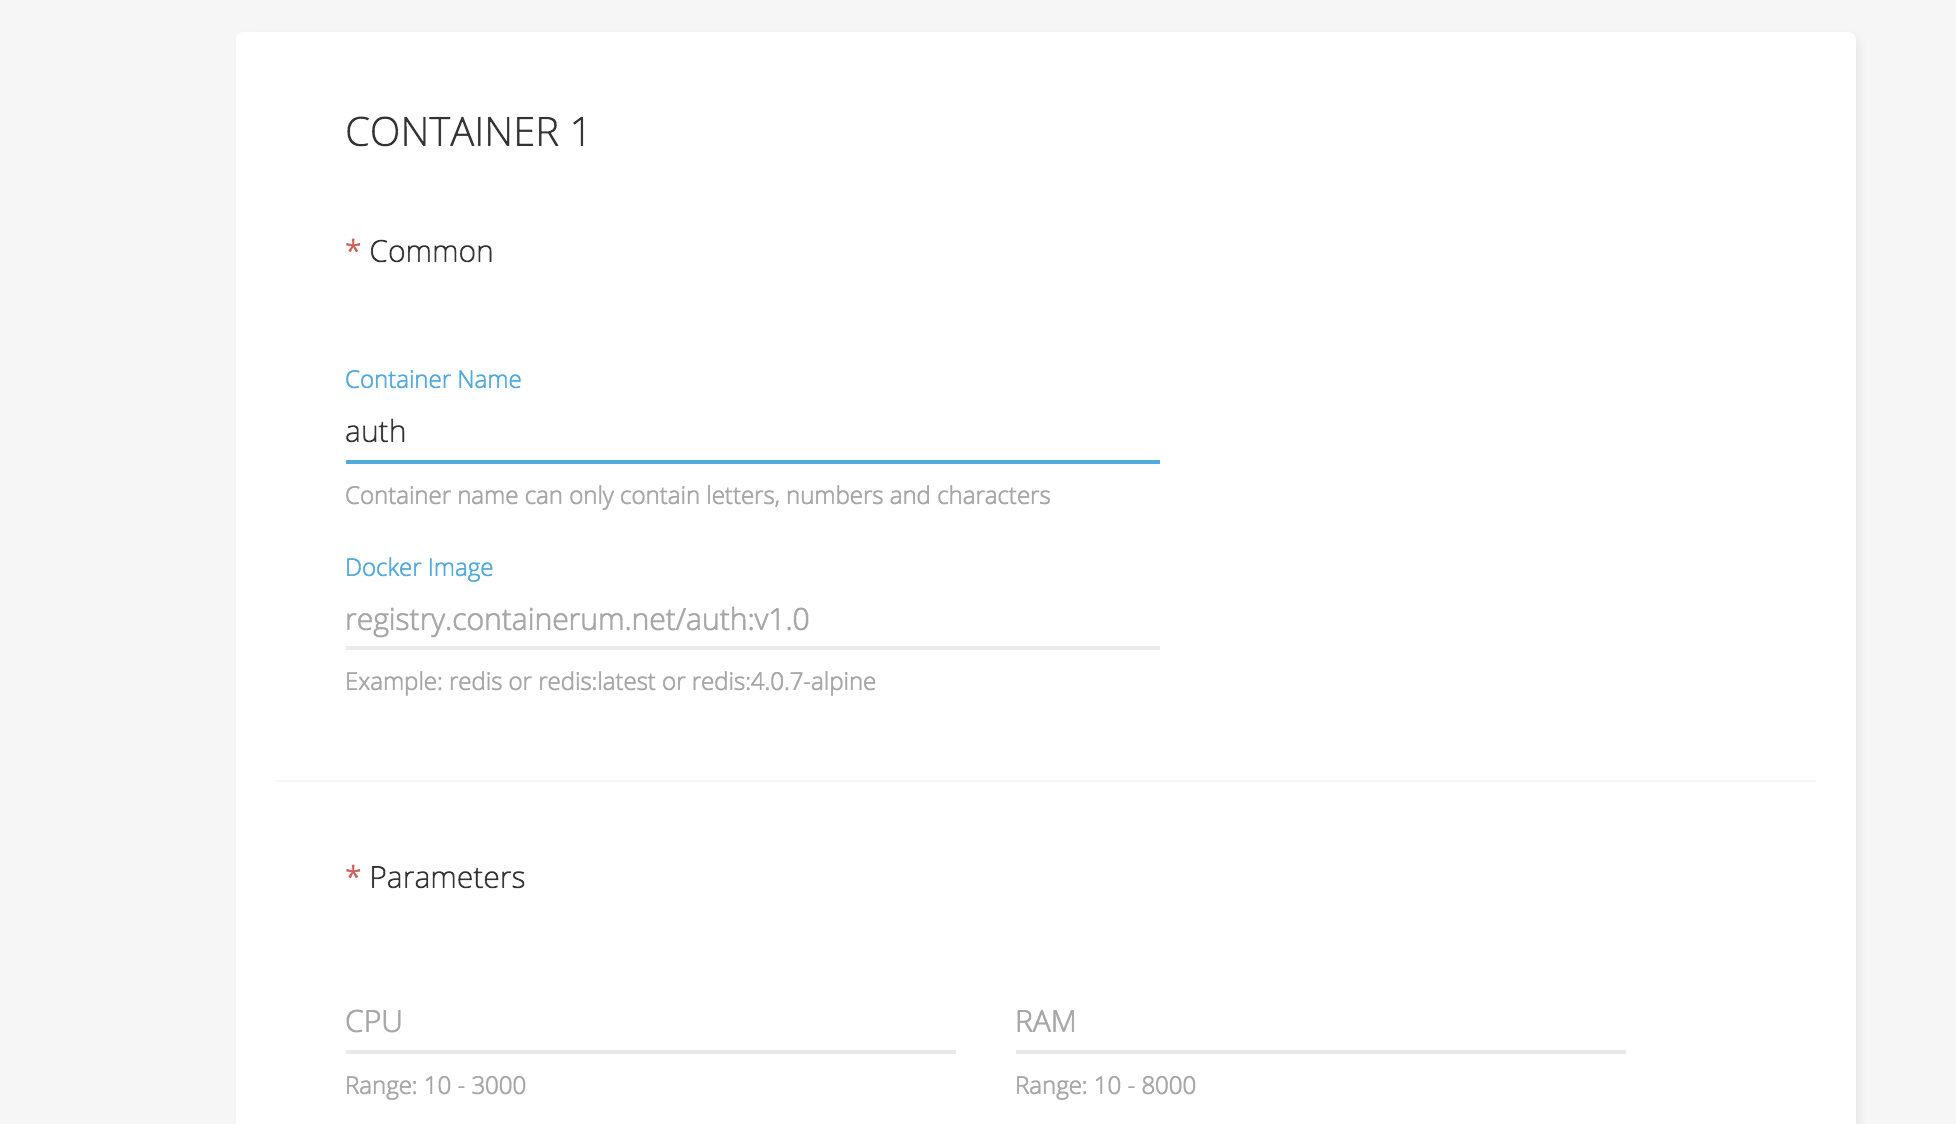 CONTAINER 1
* Common
Container Name
auth
Container name can only contain letters, numbers and characters
Docker Image
registry.containerum.net/auth:v1.0
Example: redis or redis:latest or redis:4.0.7-alpine
* Parameters
CPU RAM
Range: 10 - 3000 Range: 10 - 8000